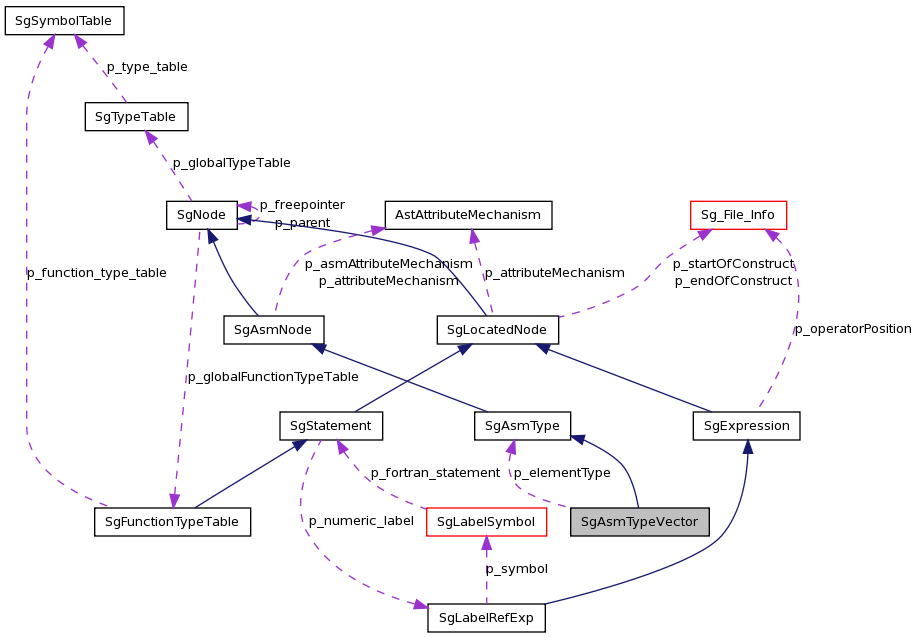 SgSymbolTable
p_type_table
SgTypeTable
p_globalTypeTable
SgNode
p_freepointer
p_parent
AstAttributeMechanism
Sg_File_Info
p_function_type_table
p_asmAttributeMechanism
p_attributeMechanism
p_attributeMechanism
p_startOfConstruct
p_endOfConstruct
SgAsmNode
SgLocatedNode
p_operatorPosition
p_globalFunctionTypeTable
SgStatement
SgAsmType
SgExpression
p_fortran_statement
p_elementType
SgFunctionTypeTable
p_numeric_label
SgLabelSymbol
SgAsmTypeVector
p_symbol
SgLabelRefExp